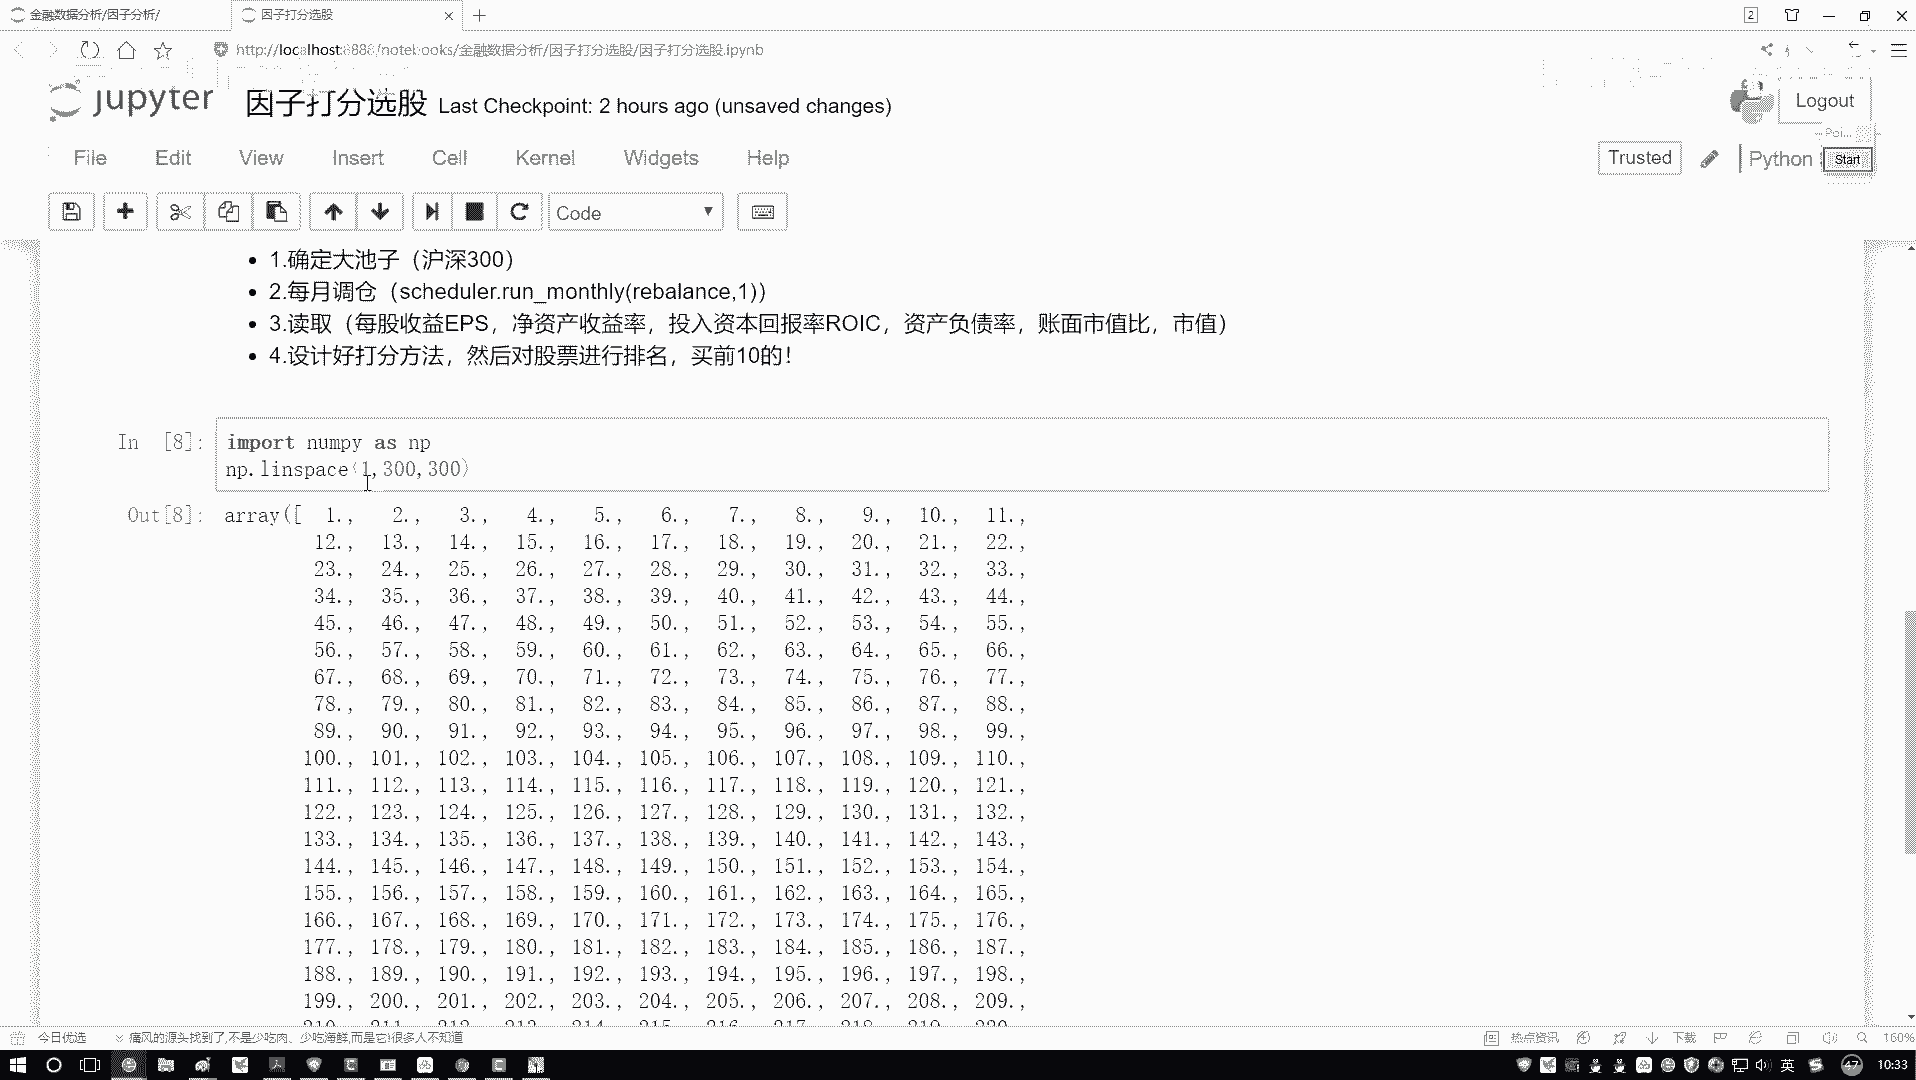 金融数据分析/因子分析/
因子打分选股
2
http://localhost:8888/notebooks/金融数据分析/因子打分选股/因子打分选股.ipynb
jupyter 因子打分选股 Last Checkpoint: 2 hours ago (unsaved changes)
Logout
File Edit View Insert Cell Kernel Widgets Help
Trusted
Python
Start
Code
1.确定大池子（沪深300）
2.每月调仓（scheduler.run_monthly(rebalance,1)）
3.读取（每股收益EPS，净资产收益率，投入资本回报率ROIC，资产负债率，账面市值比，市值）
4.设计好打分方法，然后对股票进行排名，买前10的！
In [8]: import numpy as np
np.linspace(1,300,300)
Out[8]: array([ 1., 2., 3., 4., 5., 6., 7., 8., 9., 10., 11.,
12., 13., 14., 15., 16., 17., 18., 19., 20., 21., 22.,
23., 24., 25., 26., 27., 28., 29., 30., 31., 32., 33.,
34., 35., 36., 37., 38., 39., 40., 41., 42., 43., 44.,
45., 46., 47., 48., 49., 50., 51., 52., 53., 54., 55.,
56., 57., 58., 59., 60., 61., 62., 63., 64., 65., 66.,
67., 68., 69., 70., 71., 72., 73., 74., 75., 76., 77.,
78., 79., 80., 81., 82., 83., 84., 85., 86., 87., 88.,
89., 90., 91., 92., 93., 94., 95., 96., 97., 98., 99.,
100., 101., 102., 103., 104., 105., 106., 107., 108., 109., 110.,
111., 112., 113., 114., 115., 116., 117., 118., 119., 120., 121.,
122., 123., 124., 125., 126., 127., 128., 129., 130., 131., 132.,
133., 134., 135., 136., 137., 138., 139., 140., 141., 142., 143.,
144., 145., 146., 147., 148., 149., 150., 151., 152., 153., 154.,
155., 156., 157., 158., 159., 160., 161., 162., 163., 164., 165.,
166., 167., 168., 169., 170., 171., 172., 173., 174., 175., 176.,
177., 178., 179., 180., 181., 182., 183., 184., 185., 186., 187.,
188., 189., 190., 191., 192., 193., 194., 195., 196., 197., 198.,
199., 200., 201., 202., 203., 204., 205., 206., 207., 208., 209.,
今日优选 痛风的源头找到了,不是少吃肉、少吃海鲜,而是它!很多人不知道
热点资讯 下载 160%
英 47 10:33